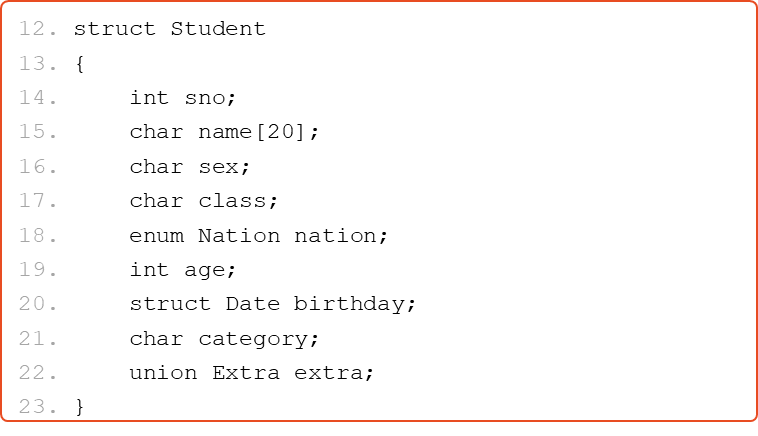 12. struct Student
13. {
14.     int sno;
15.     char name[20];
16.     char sex;
17.     char class;
18.     enum Nation nation;
19.     int age;
20.     struct Date birthday;
21.     char category;
22.     union Extra extra;
23. }